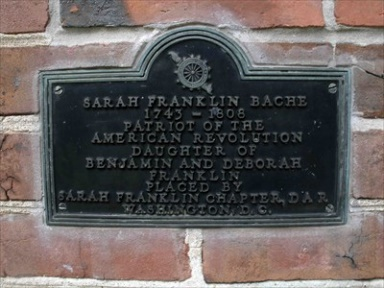 SARAH FRANKLIN BACHE
1743 - 1808
PATRIOT OF THE
AMERICAN REVOLUTION
DAUGHTER OF
BENJAMIN AND DEBORAH
FRANKLIN
PLACED BY
SARAH FRANKLIN CHAPTER, D.A.R.
WASHINGTON, D.C.